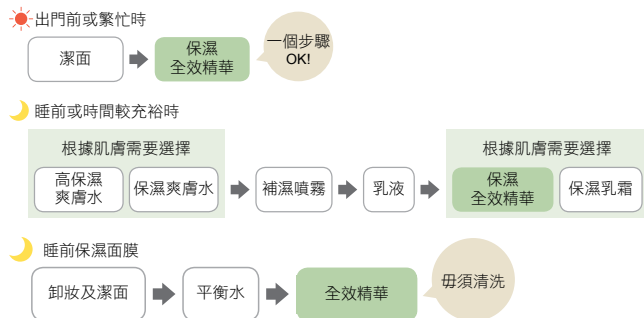 出門前或繁忙時
潔面
保濕
全效精華
一個步驟
OK!
睡前或時間較充裕時
根據肌膚需要選擇
高保濕
爽膚水
保濕爽膚水
補濕噴霧
乳液
根據肌膚需要選擇
保濕
全效精華
保濕乳霜
睡前保濕面膜
卸妝及潔面
平衡水
全效精華
毋須清洗